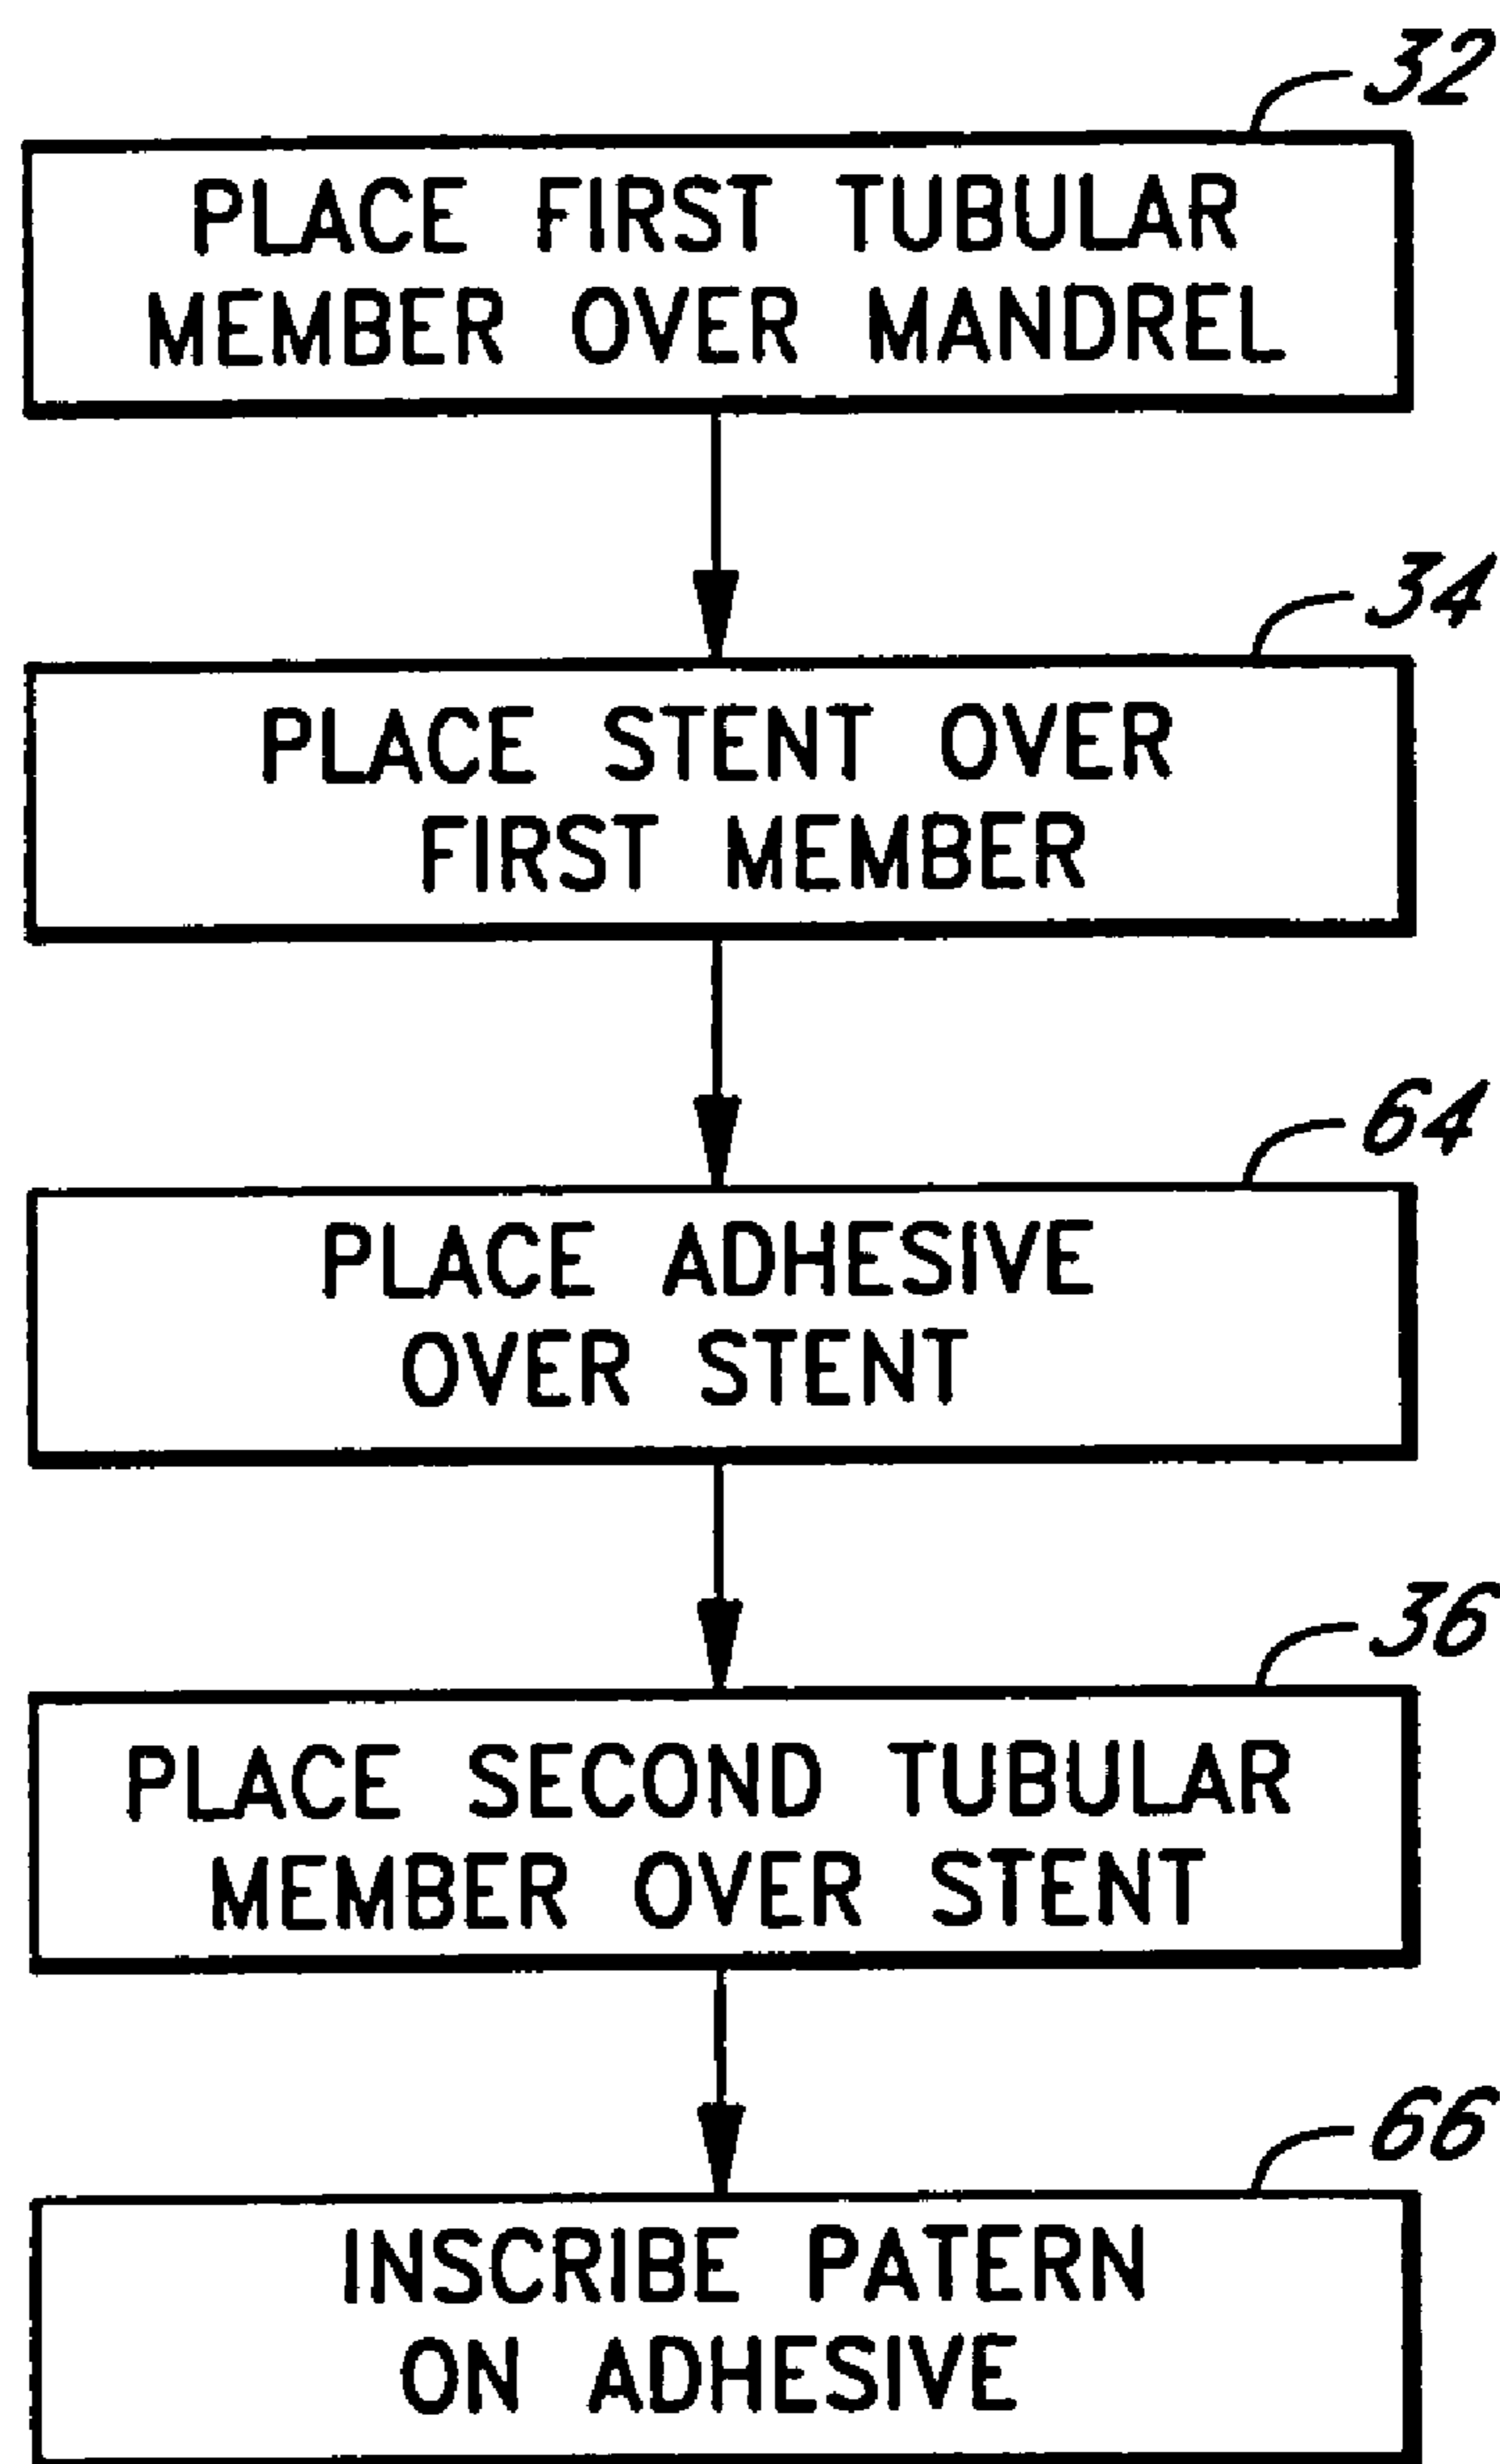 32
PLACE FIRST TUBULAR
MEMBER OVER MANDREL
34
PLACE STENT OVER
FIRST MEMBER
64
PLACE ADHESIVE
OVER STENT
36
PLACE SECOND TUBULAR
MEMBER OVER STENT
66
INSCRIBE PATERN
ON ADHESIVE